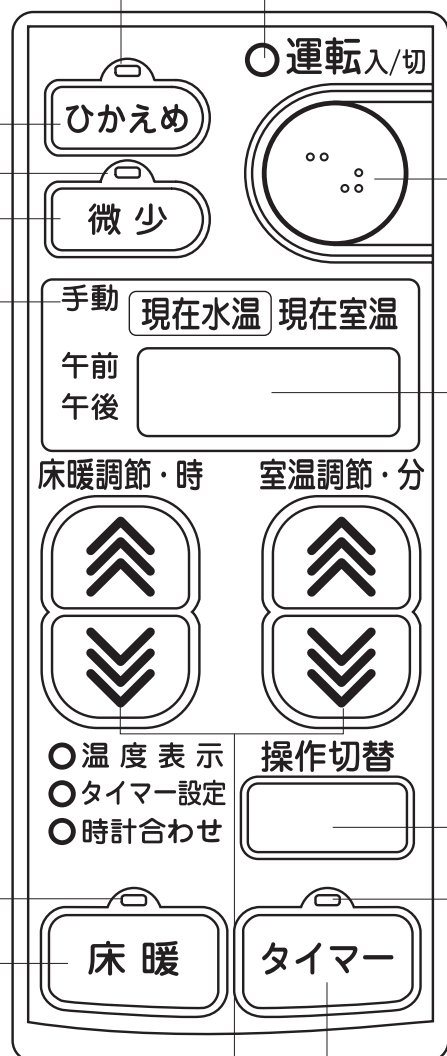 運転入/切
ひかえめ
微少
手動 現在水温 現在室温
午前
午後
床暖調節・時 室温調節・分
温度表示 操作切替
タイマー設定
時計合わせ
床暖 タイマー